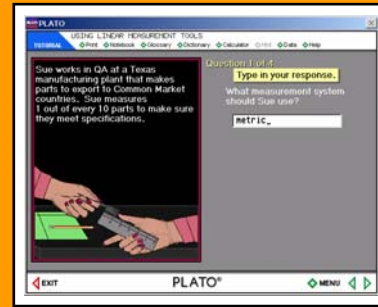 PLATO
USING LINEAR MEASUREMENT TOOLS
TUTORIAL Print Notebook Glossary Dictionary Calculator Hint Data Help
Sue works in QA at a Texas
manufacturing plant that makes
parts to export to Common Market
countries. Sue measures
1 out of every 10 parts to make sure
they meet specifications.
Question 1 of 4
Type in your response.
What measurement system
should Sue use?
metric_
EXIT PLATO® MENU